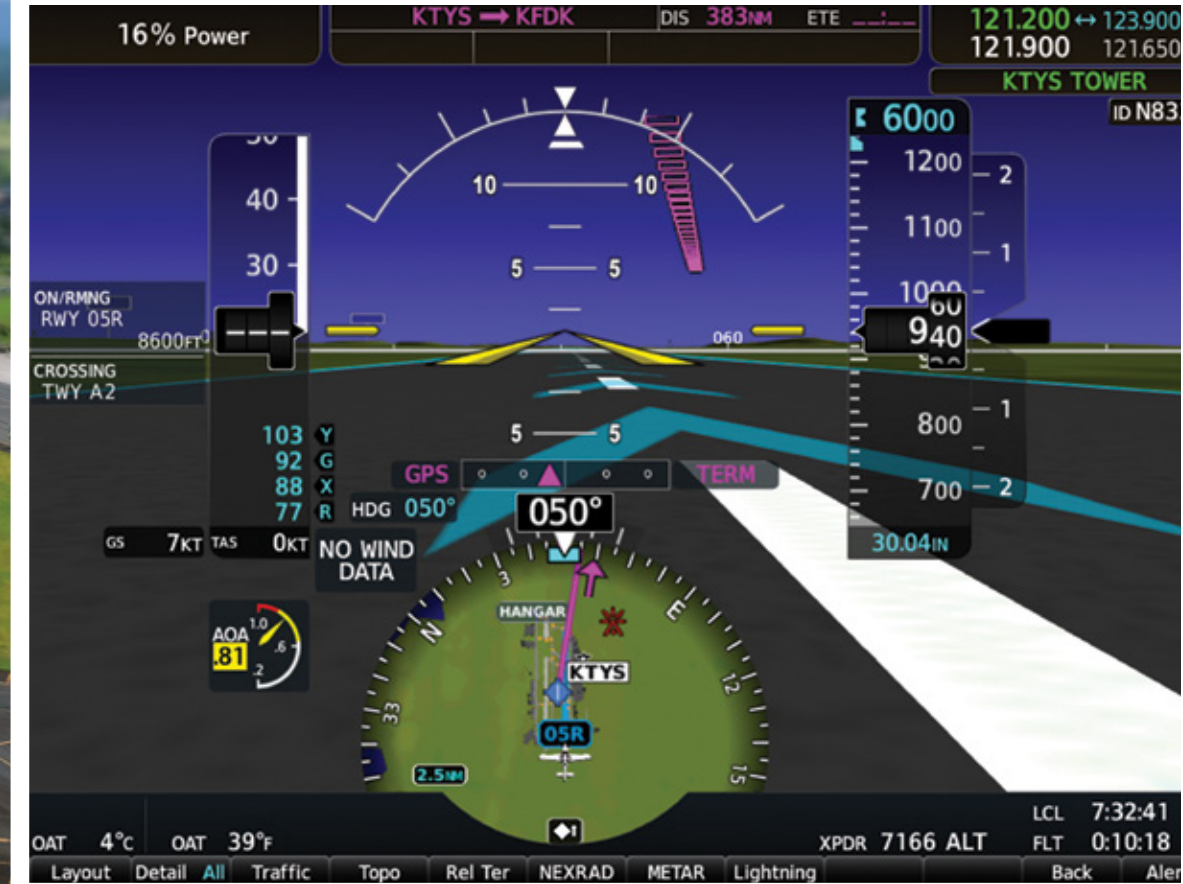 16% Power
KTYS → KFDK DIS 383NM ETE __:__
121.200 ↔ 123.900
121.900 121.650
KTYS TOWER
ID N83
6000
1200
1100
1000
60
940
800
700
30.04IN
2
1
1
2
40
30
10 10
5 5
5 5
060
ON/RMNG
RWY 05R
8600FT
CROSSING
TWY A2
103 Y
92 G
88 X
77 R
GS 7KT TAS 0KT
GPS TERM
HDG 050°
050°
NO WIND
DATA
AOA
.81
1.0
.6
.2
N
3
E
12
15
33
HANGAR
KTYS
05R
2.5NM
OAT 4°C OAT 39°F
XPDR 7166 ALT
LCL 7:32:41
FLT 0:10:18
Layout Detail All Traffic Topo Rel Ter NEXRAD METAR Lightning Back Aler